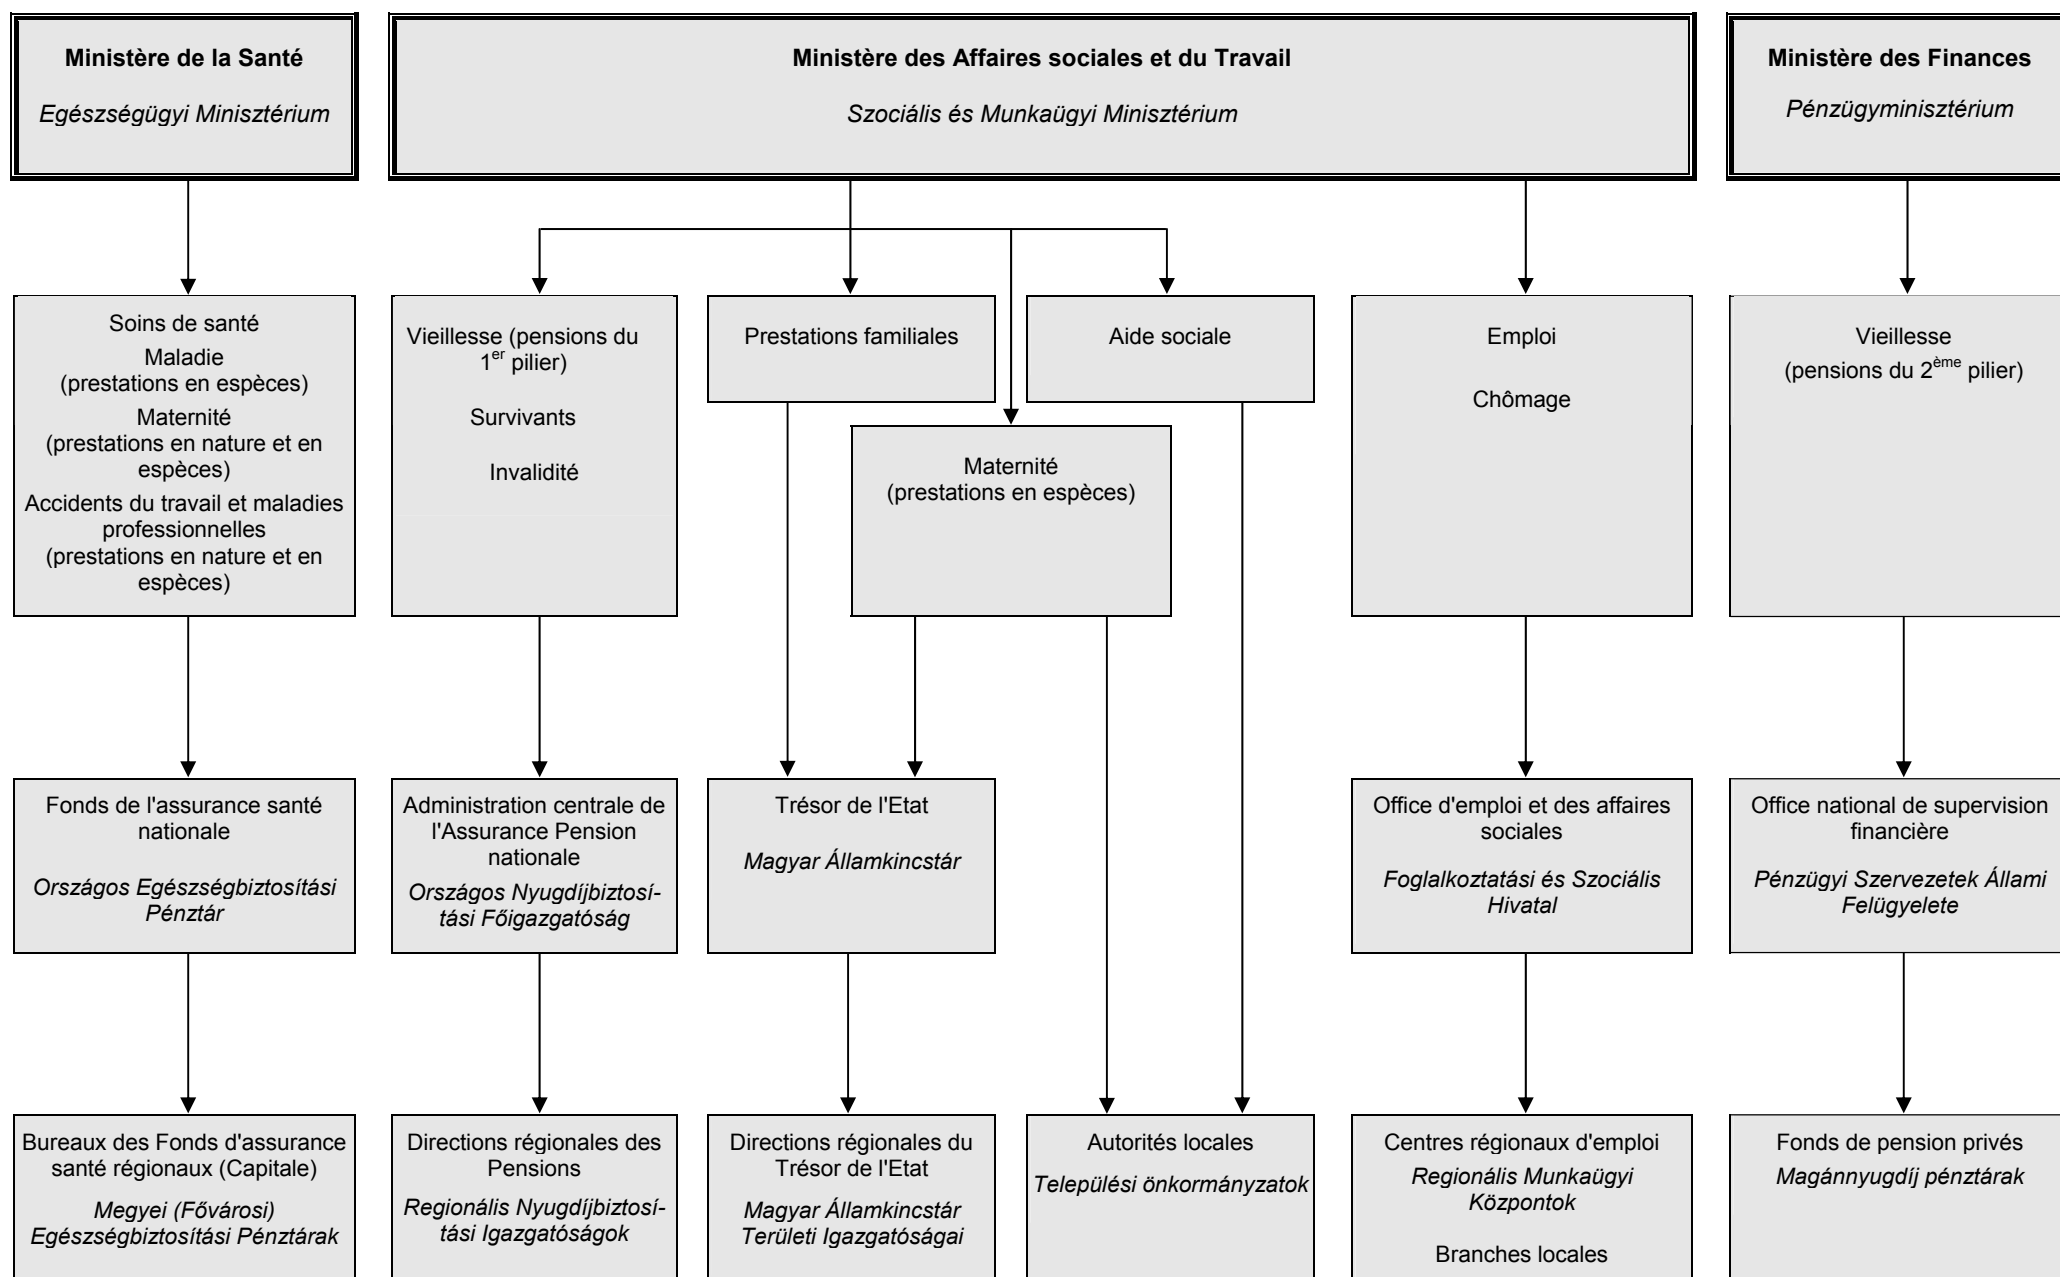 Ministère de la Santé
Egészségügyi Minisztérium
Ministère des Affaires sociales et du Travail
Szociális és Munkaügyi Minisztérium
Ministère des Finances
Pénzügyminisztérium
Soins de santé
Maladie
(prestations en espèces)
Maternité
(prestations en nature et en
espèces)
Accidents du travail et maladies
professionnelles
(prestations en nature et en
espèces)
Vieillesse (pensions du
1er pilier)
Survivants
Invalidité
Prestations familiales
Aide sociale
Maternité
(prestations en espèces)
Emploi
Chômage
Vieillesse
(pensions du 2ème pilier)
Fonds de l'assurance santé
nationale
Országos Egészségbiztosítási
Pénztár
Administration centrale de
l'Assurance Pension
nationale
Országos Nyugdíjbiztosí-
tási Főigazgatóság
Trésor de l'Etat
Magyar Államkincstár
Office d'emploi et des affaires
sociales
Foglalkoztatási és Szociális
Hivatal
Office national de supervision
financière
Pénzügyi Szervezetek Állami
Felügyelete
Bureaux des Fonds d'assurance
santé régionaux (Capitale)
Megyei (Fővárosi)
Egészségbiztosítási Pénztárak
Directions régionales des
Pensions
Regionális Nyugdíjbiztosí-
tási Igazgatóságok
Directions régionales du
Trésor de l'Etat
Magyar Államkincstár
Területi Igazgatóságai
Autorités locales
Települési önkormányzatok
Centres régionaux d'emploi
Regionális Munkaügyi
Központok
Branches locales
Fonds de pension privés
Magánnyugdíj pénztárak